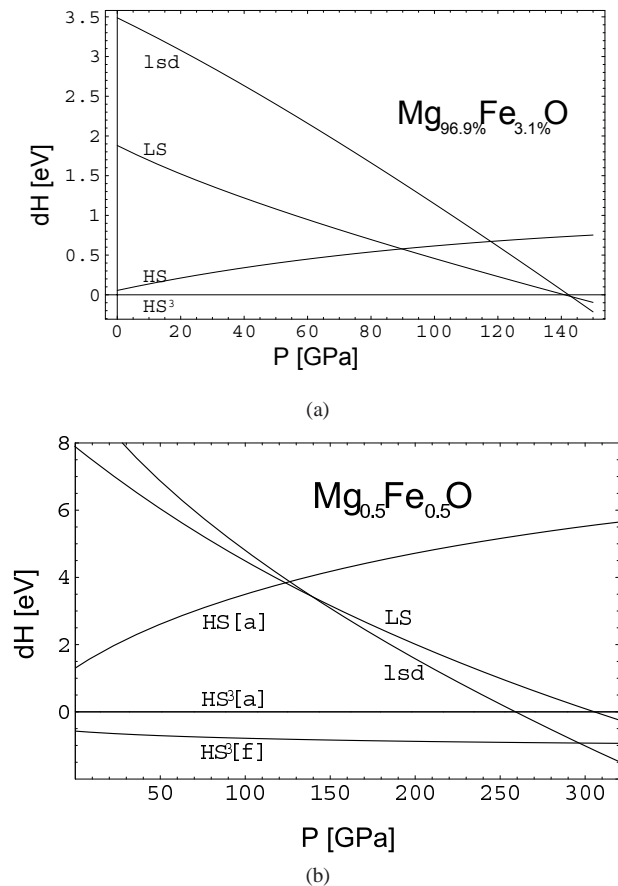 3.5
3
2.5
2
1.5
1
0.5
0
dH [eV]
lsd
LS
HS
HS³
Mg96.9%Fe3.1%O
0 20 40 60 80 100 120 140
P [GPa]
(a)
8
6
4
2
0
dH [eV]
Mg0.5Fe0.5O
HS[a]
LS
lsd
HS³[a]
HS³[f]
50 100 150 200 250 300
P [GPa]
(b)